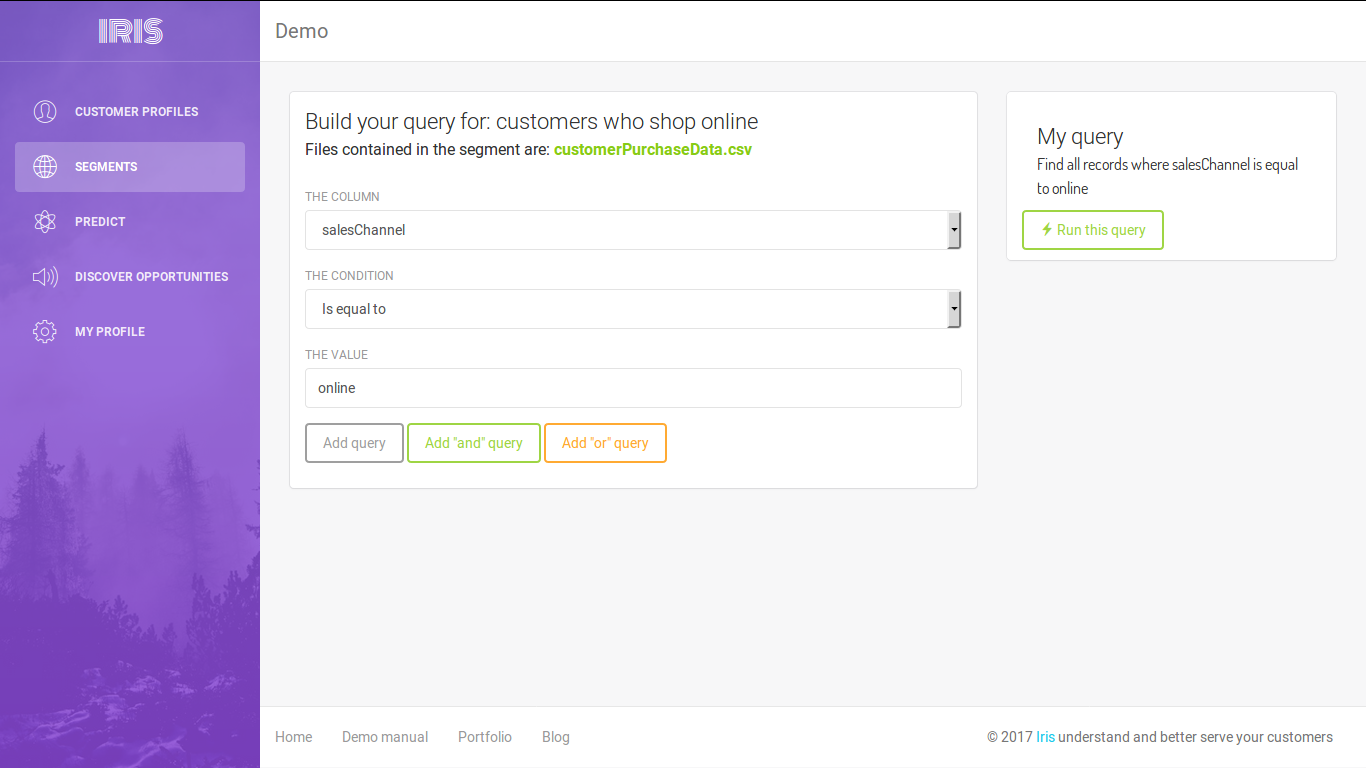 IRIS
CUSTOMER PROFILES
SEGMENTS
PREDICT
DISCOVER OPPORTUNITIES
MY PROFILE
Demo
Build your query for: customers who shop online
Files contained in the segment are: customerPurchaseData.csv
THE COLUMN
salesChannel
THE CONDITION
Is equal to
THE VALUE
online
Add query
Add "and" query
Add "or" query
My query
Find all records where salesChannel is equal
to online
Run this query
Home
Demo manual
Portfolio
Blog
© 2017 Iris understand and better serve your customers